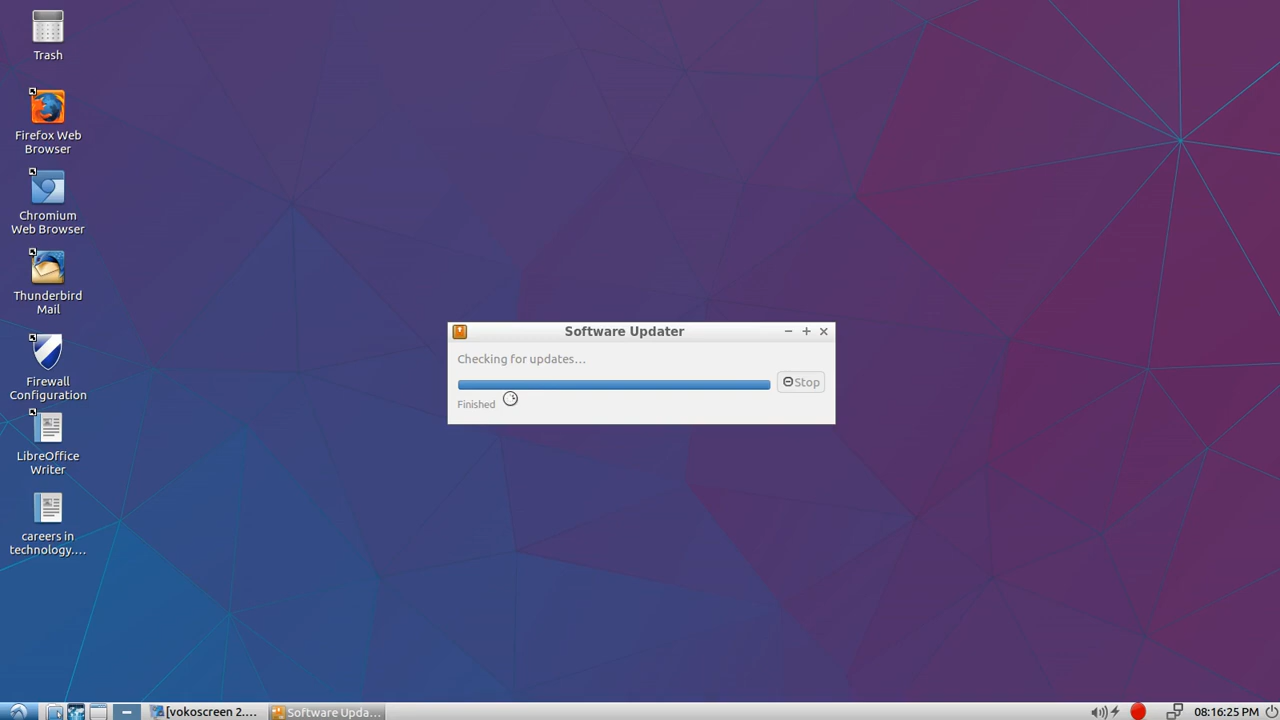 Trash
Firefox Web
Browser
Chromium
Web Browser
Thunderbird
Mail
Firewall
Configuration
LibreOffice
Writer
careers in
technology.…
Software Updater
Checking for updates…
Stop
Finished
[vokoscreen 2.…
Software Upda…
08:16:25 PM